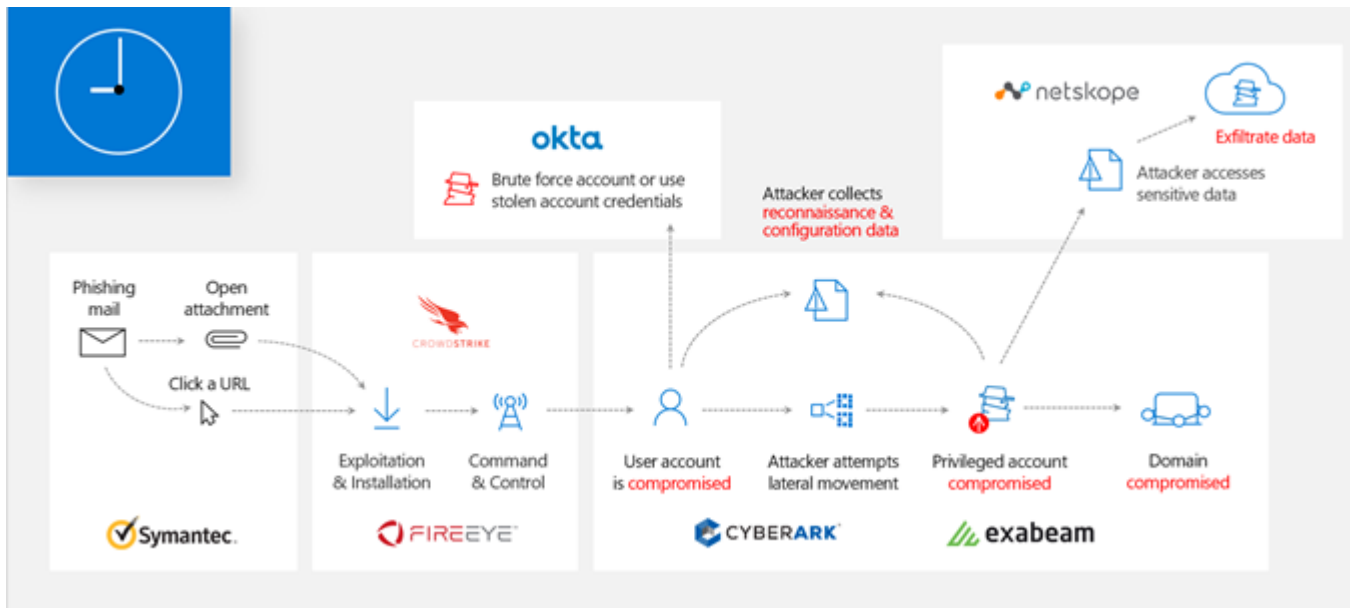 netskope
Exfiltrate data
Attacker accesses
sensitive data
okta
Brute force account or use
stolen account credentials
Attacker collects
reconnaissance &
configuration data
Phishing
mail
Open
attachment
Click a URL
CROWDSTRIKE
Exploitation
& Installation
Command
& Control
User account
is compromised
Attacker attempts
lateral movement
Privileged account
compromised
Domain
compromised
Symantec.
FIREEYE™
CYBERARK®
exabeam